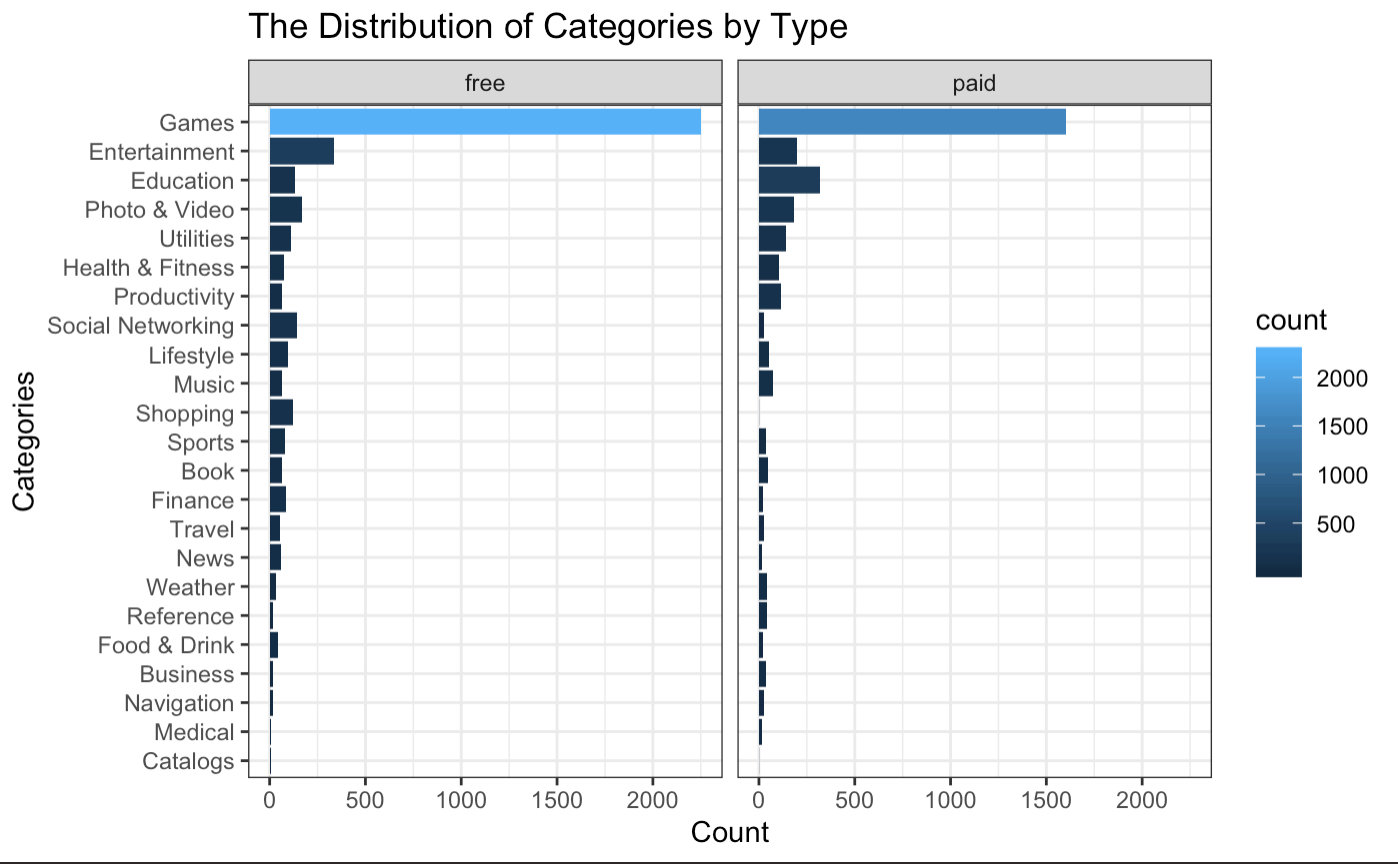 The Distribution of Categories by Type
free
paid
Games
Entertainment
Education
Photo & Video
Utilities
Health & Fitness
Productivity
Social Networking
Lifestyle
Music
Shopping
Sports
Book
Finance
Travel
News
Weather
Reference
Food & Drink
Business
Navigation
Medical
Catalogs
Categories
0 500 1000 1500 2000
0 500 1000 1500 2000
Count
count
2000
1500
1000
500